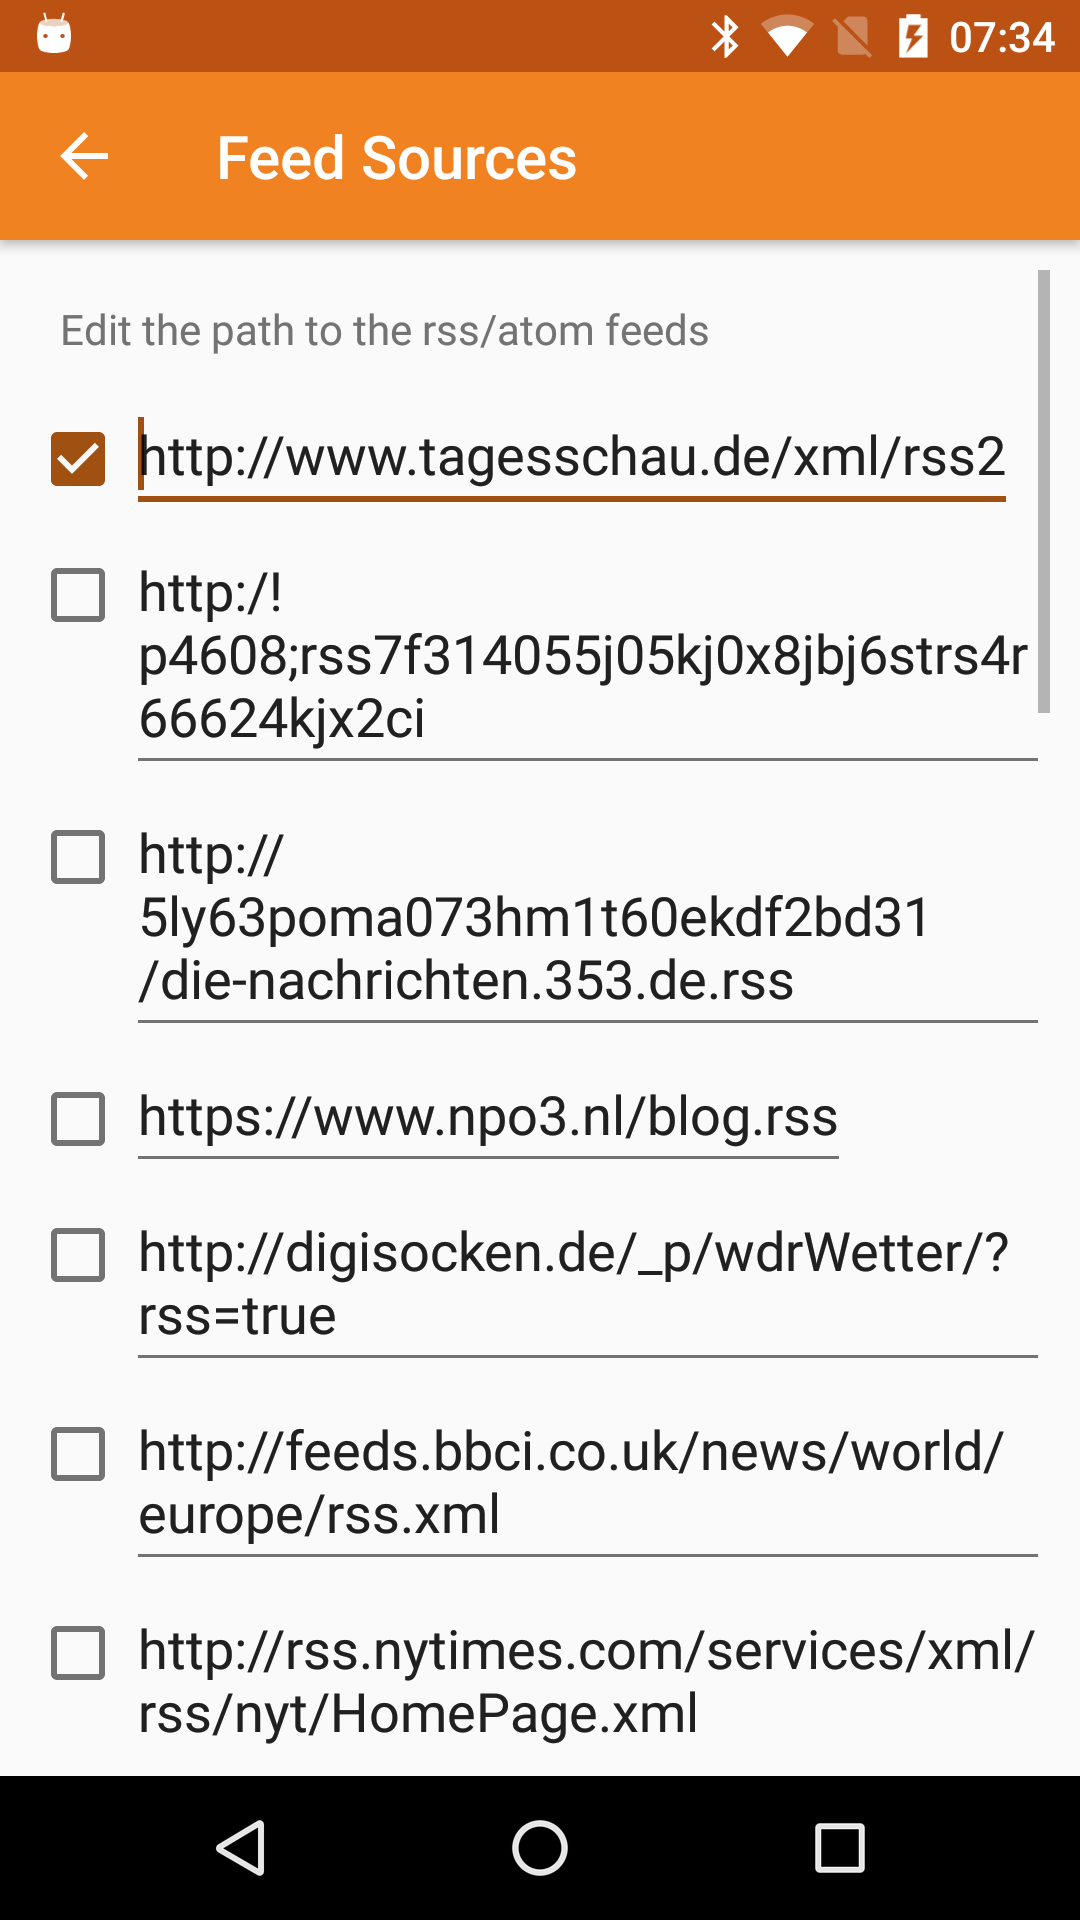 07:34
Feed Sources
Edit the path to the rss/atom feeds
http://www.tagesschau.de/xml/rss2
http:/!
p4608;rss7f314055j05kj0x8jbj6strs4r
66624kjx2ci
http://
5ly63poma073hm1t60ekdf2bd31
/die-nachrichten.353.de.rss
https://www.npo3.nl/blog.rss
http://digisocken.de/_p/wdrWetter/?
rss=true
http://feeds.bbci.co.uk/news/world/
europe/rss.xml
http://rss.nytimes.com/services/xml/
rss/nyt/HomePage.xml